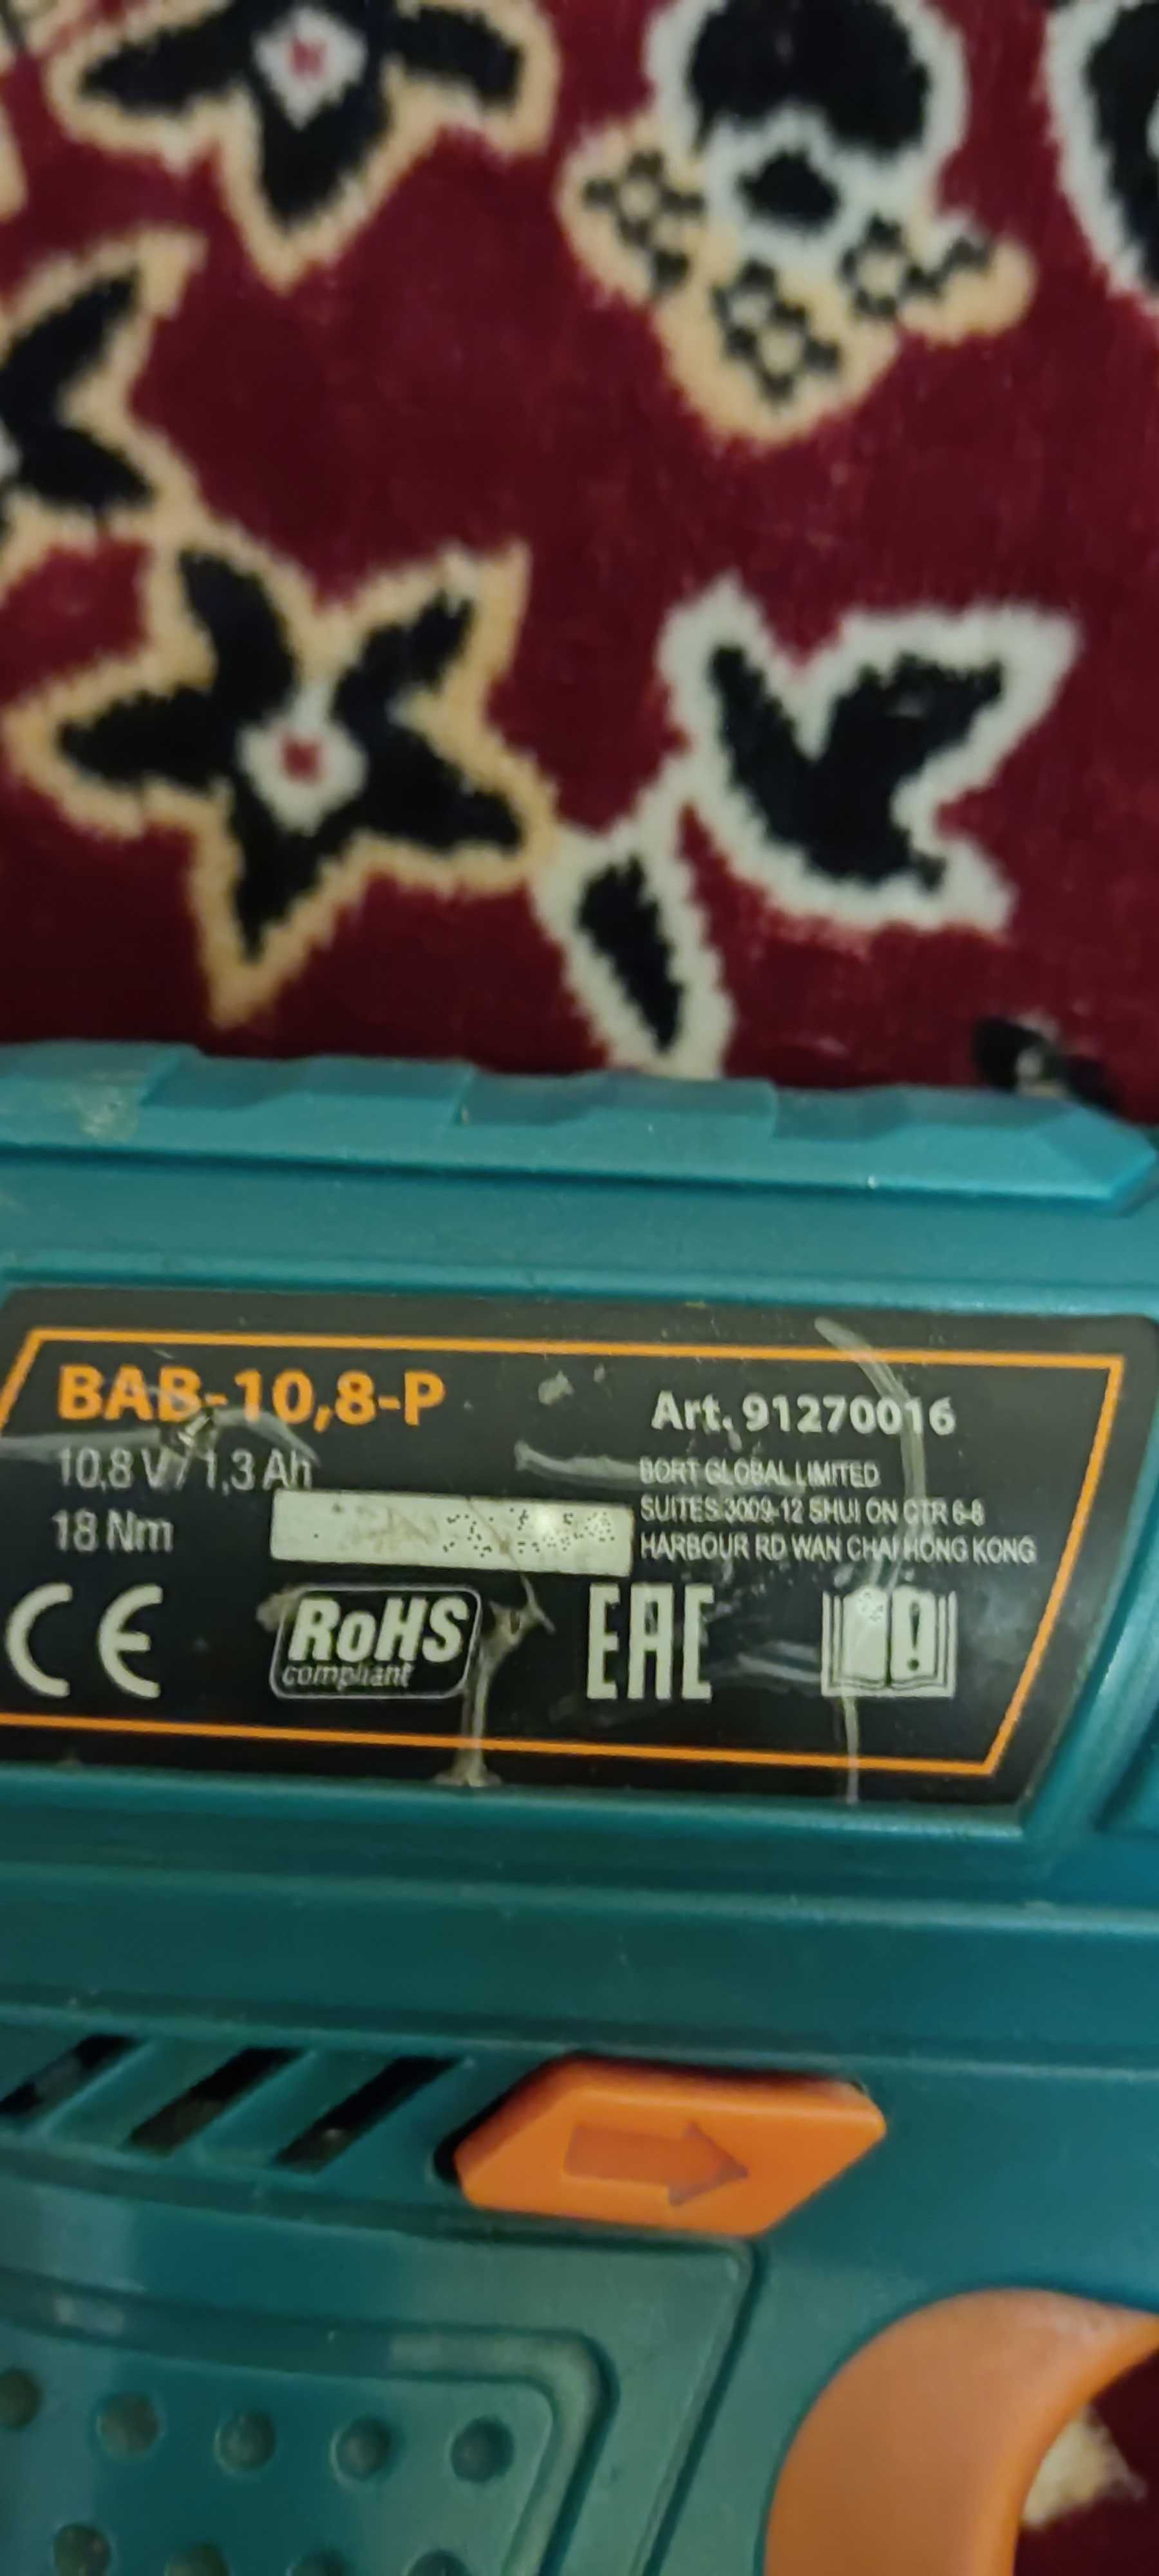 BAB-10,8-P
10,8 V / 1,3 Ah
18 Nm
Art. 91270016
BORT GLOBAL LIMITED
SUITES 3009-12 SHUI ON CTR 6-8
HARBOUR RD WAN CHAI HONG KONG
CE
RoHS
compliant
EAC